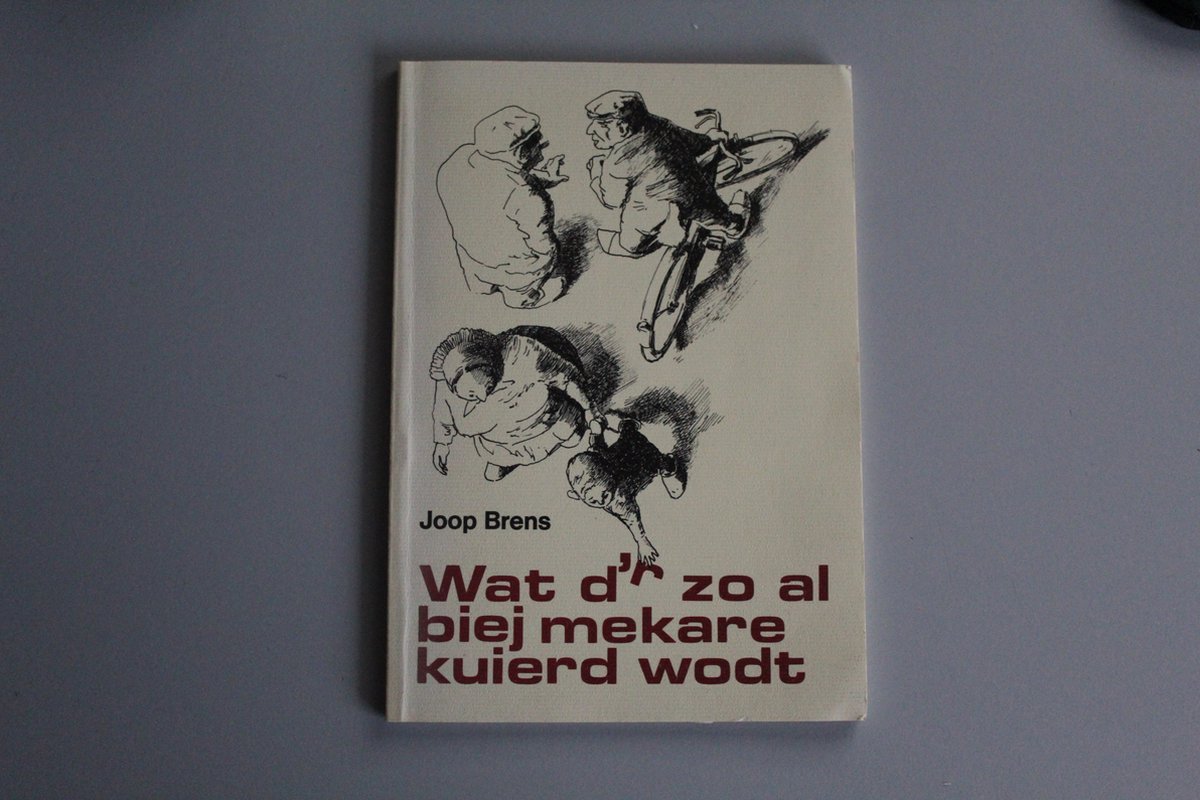 Joop Brens
Wat d'r zo al
biej mekare
kuierd wodt